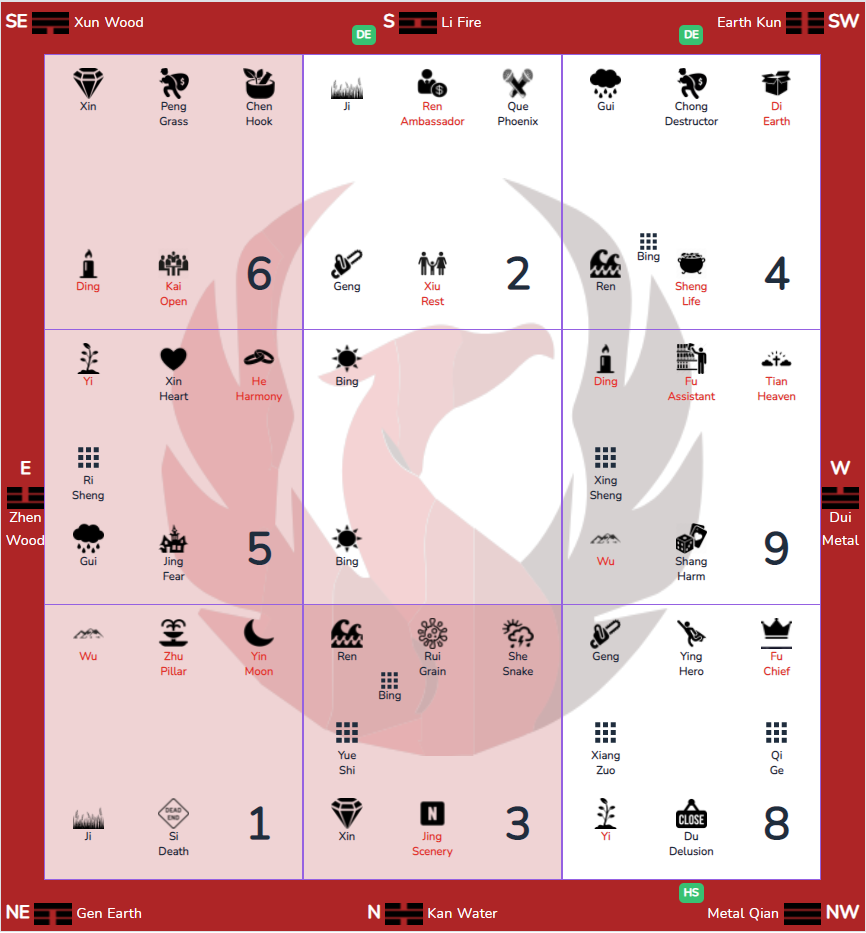 SE Xun Wood
S Li Fire
Earth Kun SW
DE
DE
Xin
Peng
Grass
Chen
Hook
Ding
Kai
Open
6
Ji
Ren
Ambassador
Que
Phoenix
Geng
Xiu
Rest
2
Gui
Chong
Destructor
Di
Earth
Bing
Ren
Sheng
Life
4
E
Zhen
Wood
Yi
Xin
Heart
He
Harmony
Ri
Sheng
Gui
Jing
Fear
5
Bing
Bing
Ding
Fu
Assistant
Tian
Heaven
Xing
Sheng
Wu
Shang
Harm
9
W
Dui
Metal
Wu
Zhu
Pillar
Yin
Moon
Ji
DEAD
END
Si
Death
1
Ren
Rui
Grain
She
Snake
Bing
Yue
Shi
Xin
N
Jing
Scenery
3
Geng
Ying
Hero
Fu
Chief
Xiang
Zuo
Qi
Ge
Yi
CLOSE
Du
Delusion
8
HS
NE Gen Earth
N Kan Water
Metal Qian NW